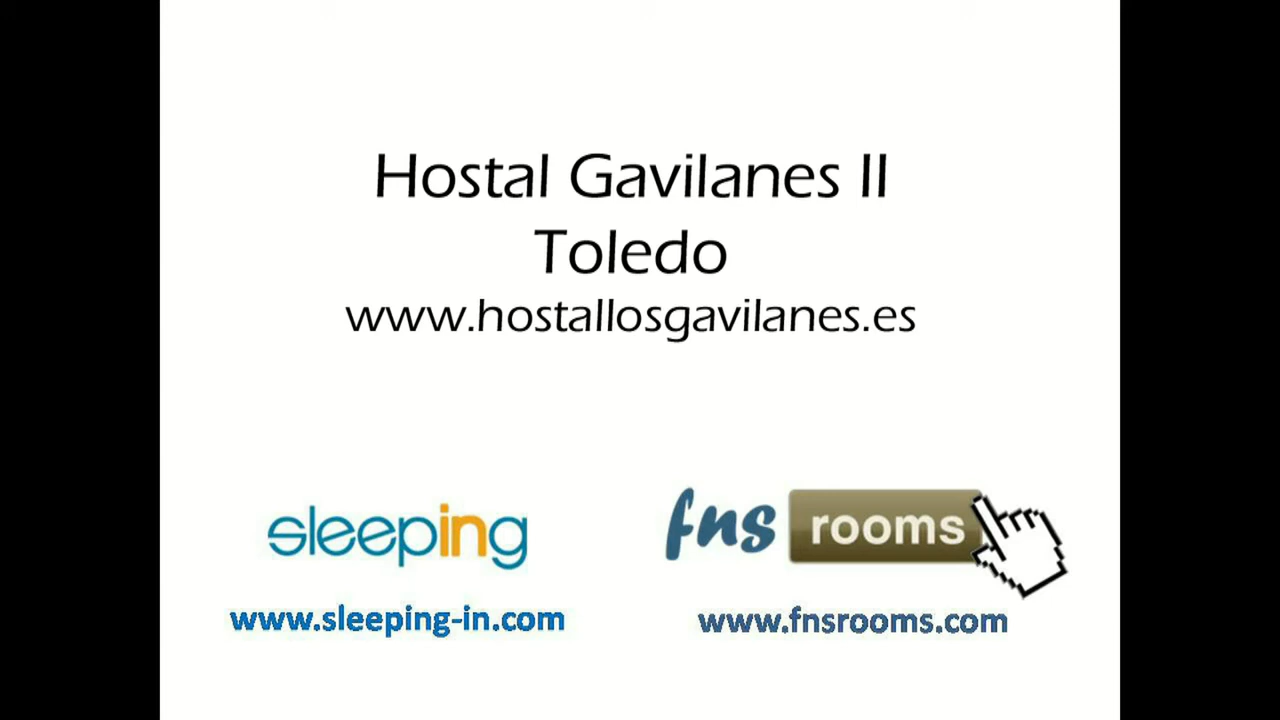 Hostal Gavilanes II
Toledo
www.hostallosgavilanes.es
sleeping
fns rooms
www.sleeping-in.com
www.fnsrooms.com